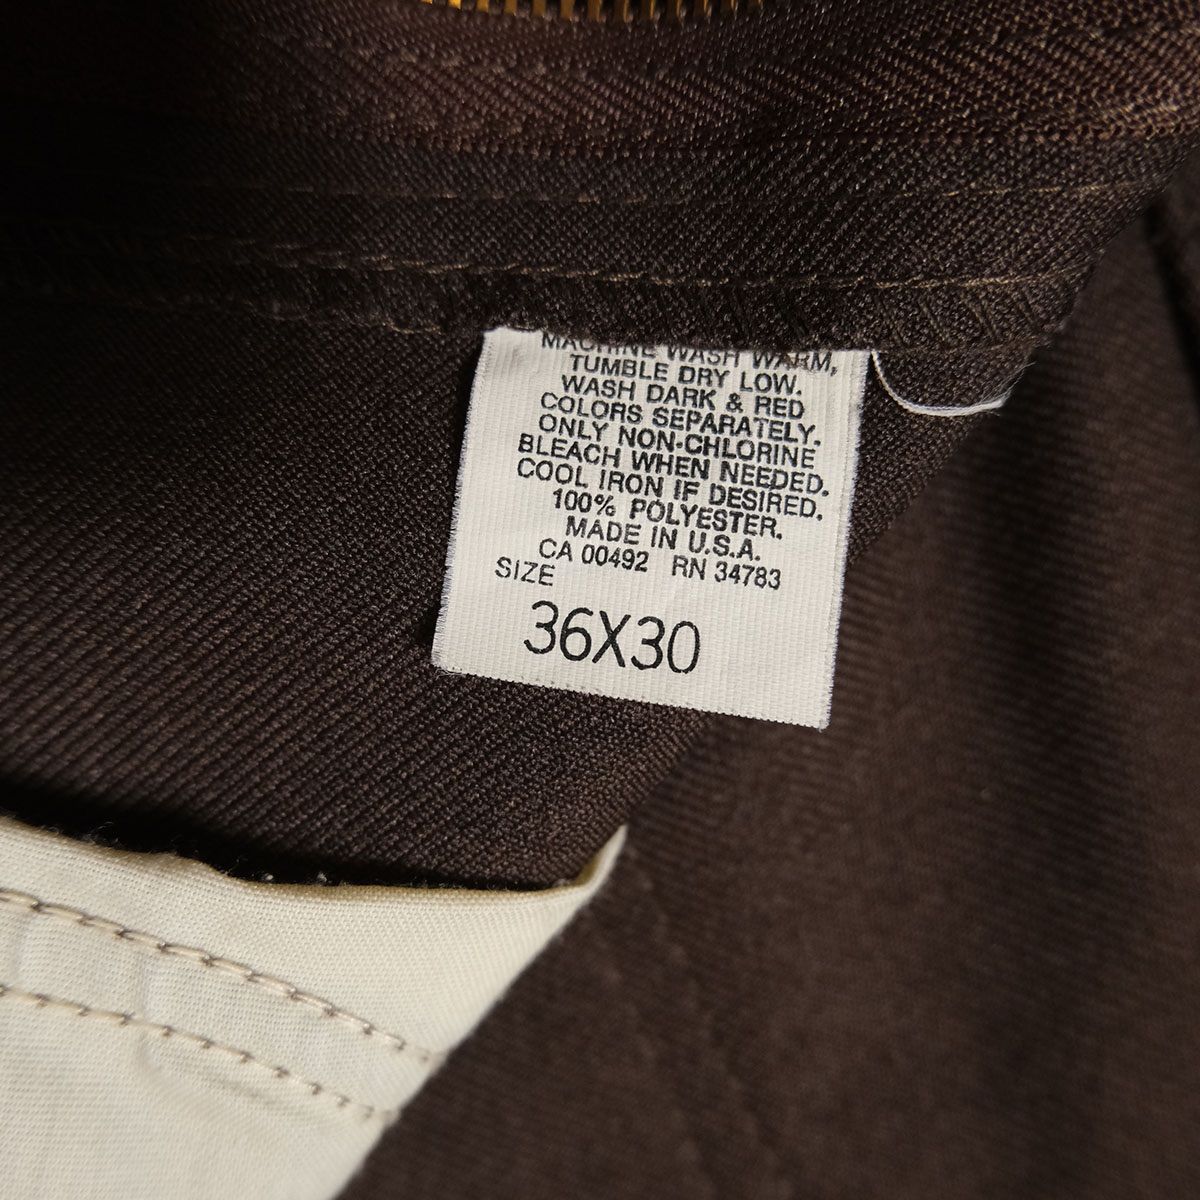 MACHINE WASH WARM,
TUMBLE DRY LOW.
WASH DARK & RED
COLORS SEPARATELY.
ONLY NON-CHLORINE
BLEACH WHEN NEEDED.
COOL IRON IF DESIRED.
100% POLYESTER.
MADE IN U.S.A.
CA 00492 RN 34783
SIZE
36X30